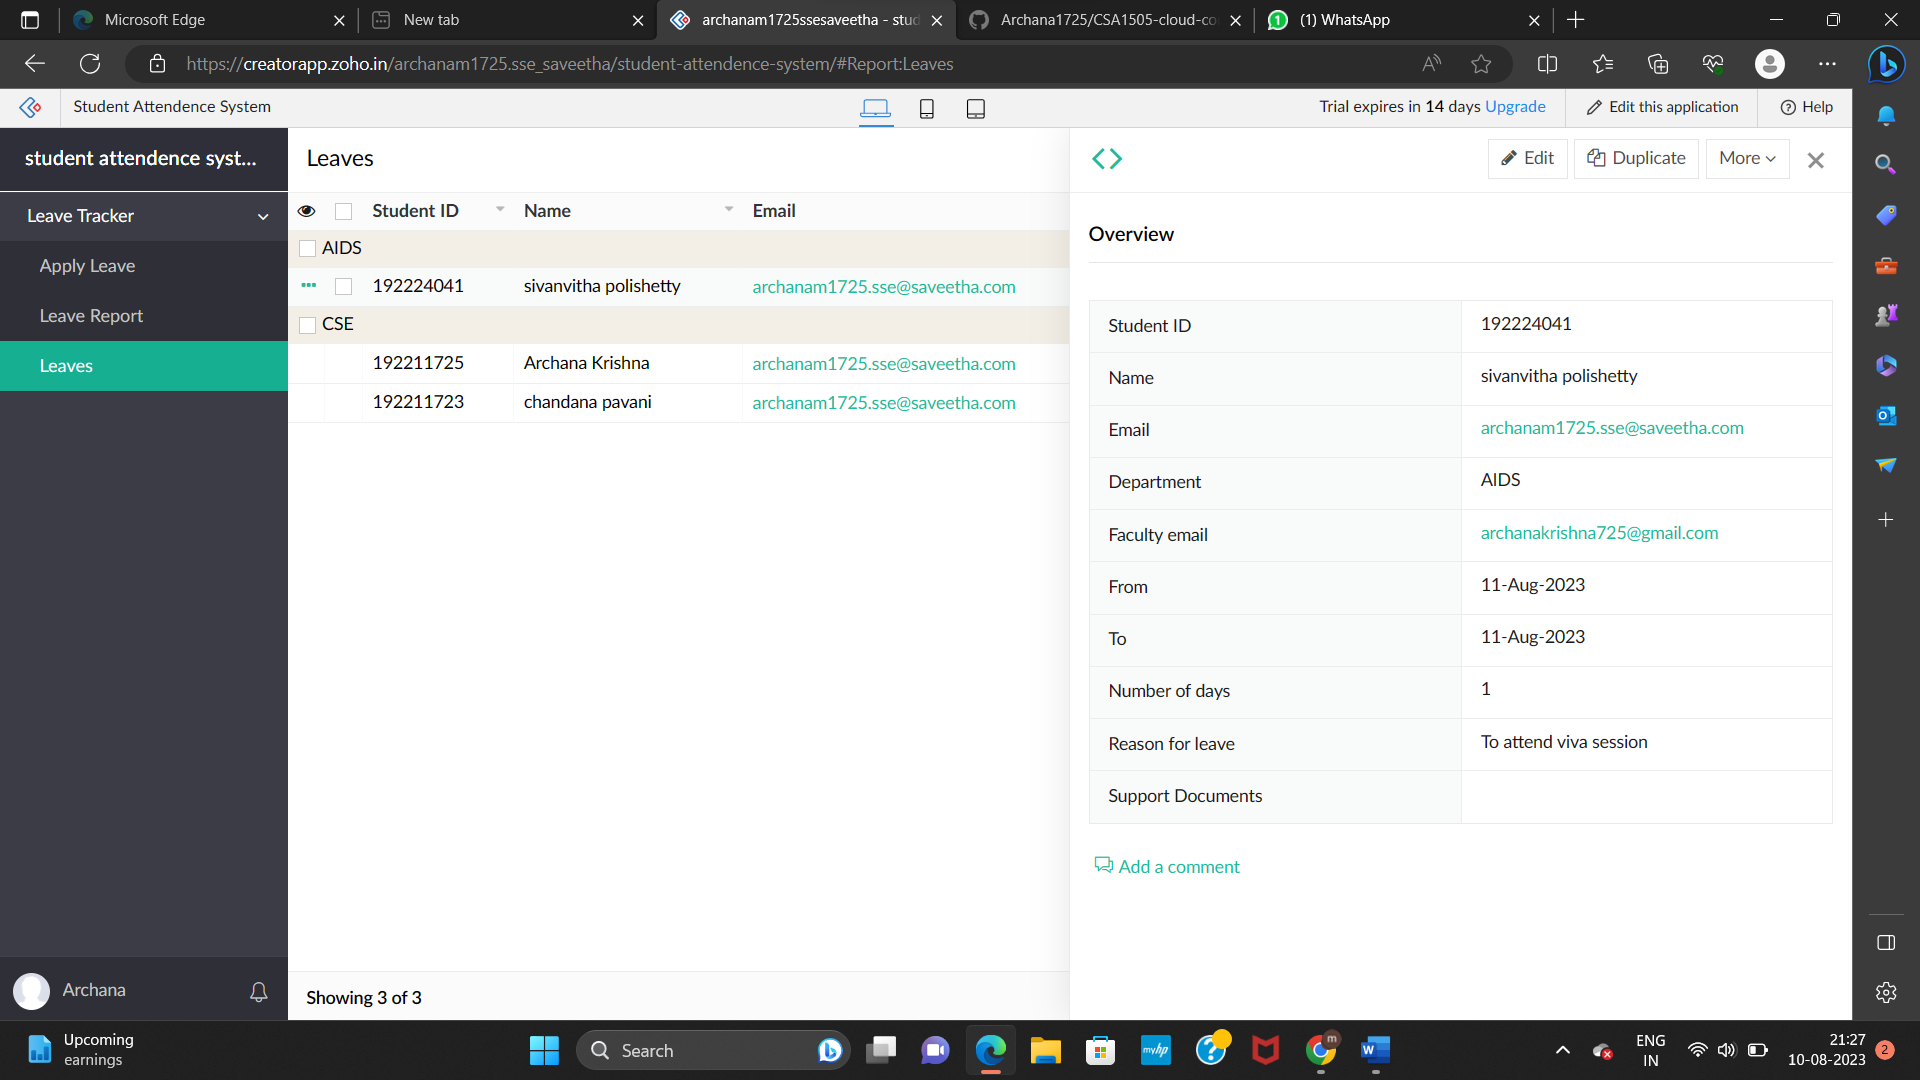 Microsoft Edge
New tab
archanam1725ssesaveetha - stud
Archana1725/CSA1505-cloud-co
(1) WhatsApp
https://creatorapp.zoho.in/archanam1725.sse_saveetha/student-attendence-system/#Report:Leaves
Student Attendence System
Trial expires in 14 days Upgrade
Edit this application
Help
student attendence syst...
Leave Tracker
Apply Leave
Leave Report
Leaves
Archana
Leaves
Student ID Name Email
AIDS
192224041 sivanvitha polishetty archanam1725.sse@saveetha.com
CSE
192211725 Archana Krishna archanam1725.sse@saveetha.com
192211723 chandana pavani archanam1725.sse@saveetha.com
Showing 3 of 3
Edit Duplicate More
Overview
Student ID 192224041
Name sivanvitha polishetty
Email archanam1725.sse@saveetha.com
Department AIDS
Faculty email archanakrishna725@gmail.com
From 11-Aug-2023
To 11-Aug-2023
Number of days 1
Reason for leave To attend viva session
Support Documents
Add a comment
Upcoming
earnings
Search
myhp
m
W
ENG
IN
21:27
10-08-2023
2